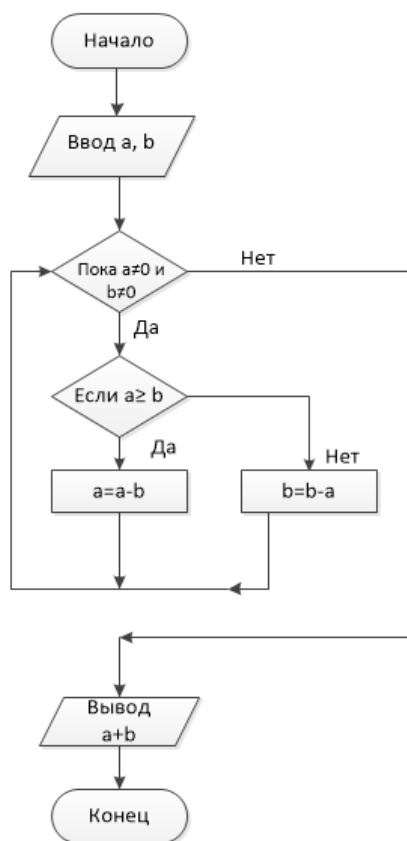 Начало
Ввод a, b
Пока a≠0 и
b≠0
Нет
Да
Если a≥ b
Да
Нет
a=a-b
b=b-a
Вывод
a+b
Конец